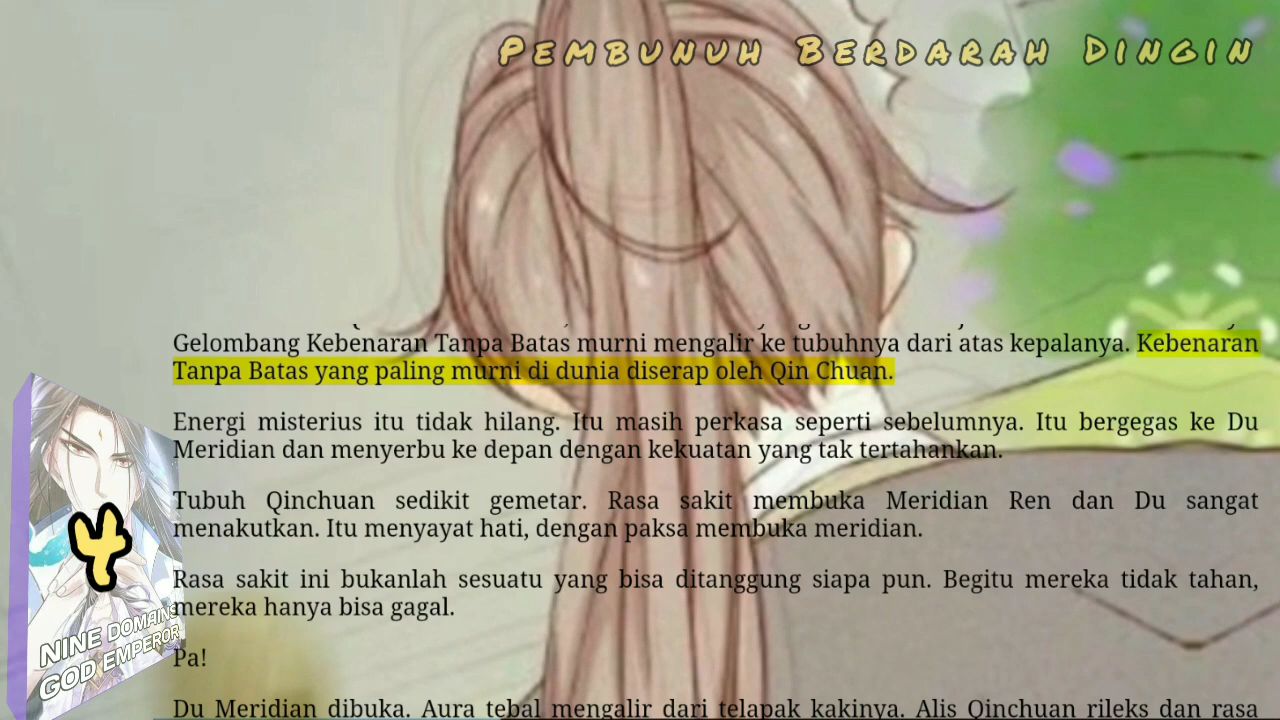 Pembunuh Berdarah Dingin
Gelombang Kebenaran Tanpa Batas murni mengalir ke tubuhnya dari atas kepalanya. Kebenaran
Tanpa Batas yang paling murni di dunia diserap oleh Qin Chuan.
Energi misterius itu tidak hilang. Itu masih perkasa seperti sebelumnya. Itu bergegas ke Du
Meridian dan menyerbu ke depan dengan kekuatan yang tak tertahankan.
Tubuh Qinchuan sedikit gemetar. Rasa sakit membuka Meridian Ren dan Du sangat
menakutkan. Itu menyayat hati, dengan paksa membuka meridian.
Rasa sakit ini bukanlah sesuatu yang bisa ditanggung siapa pun. Begitu mereka tidak tahan,
mereka hanya bisa gagal.
Pa!
Du Meridian dibuka. Aura tebal mengalir dari telapak kakinya. Alis Qinchuan rileks dan rasa
4
NINE DOMAINS
GOD EMPEROR